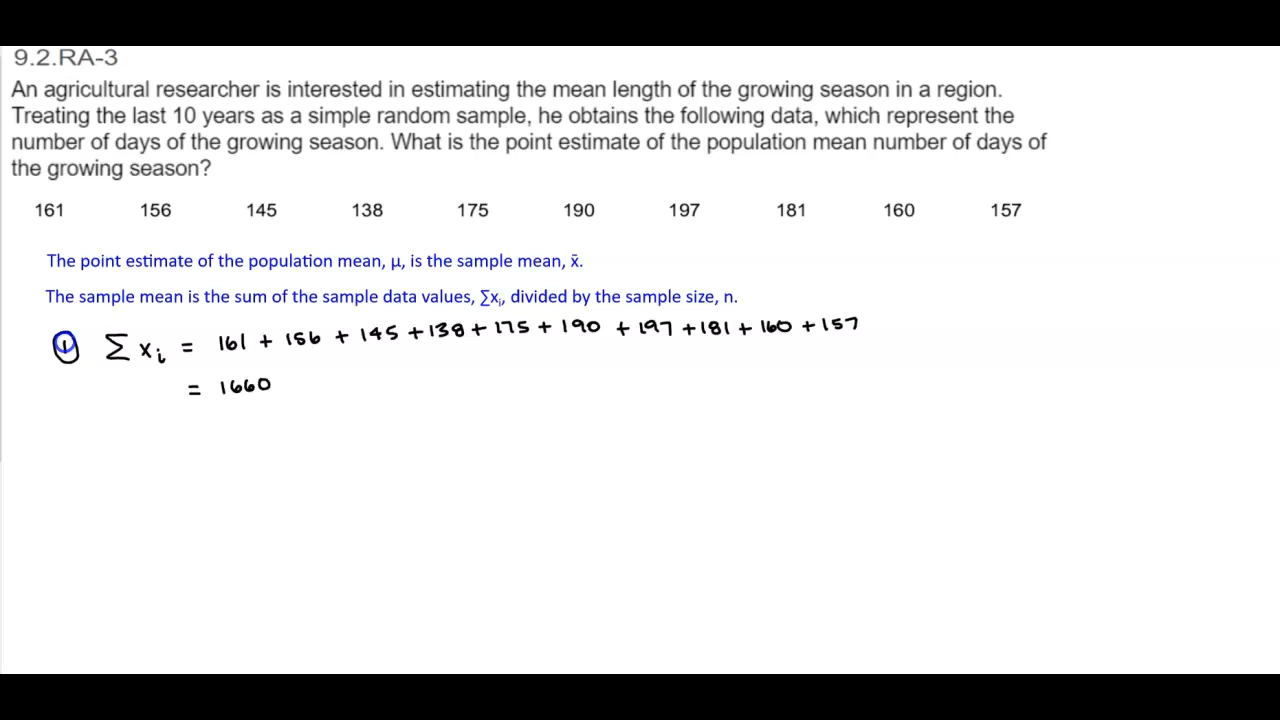 9.2.RA-3
An agricultural researcher is interested in estimating the mean length of the growing season in a region.
Treating the last 10 years as a simple random sample, he obtains the following data, which represent the
number of days of the growing season. What is the point estimate of the population mean number of days of
the growing season?
161 156 145 138 175 190 197 181 160 157
The point estimate of the population mean, μ, is the sample mean, x̄.
The sample mean is the sum of the sample data values, ∑xᵢ, divided by the sample size, n.
① ∑ xᵢ = 161 + 156 + 145 + 138 + 175 + 190 + 197 + 181 + 160 + 157
= 1660